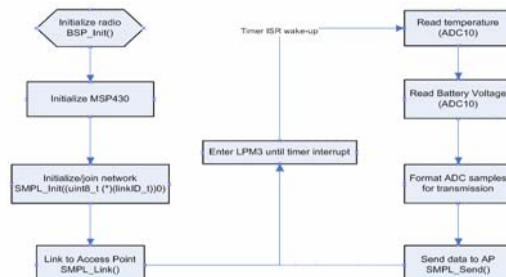 Initialize radio
BSP_Init()
Initialize MSP430
Initialize/join network
SMPL_Init((uint8_t (*)(linkID_t))0)
Link to Access Point
SMPL_Link()
Timer ISR wake-up
Enter LPM3 until timer interrupt
Read temperature
(ADC10)
Read Battery Voltage
(ADC10)
Format ADC samples
for transmission
Send data to AP
SMPL_Send()